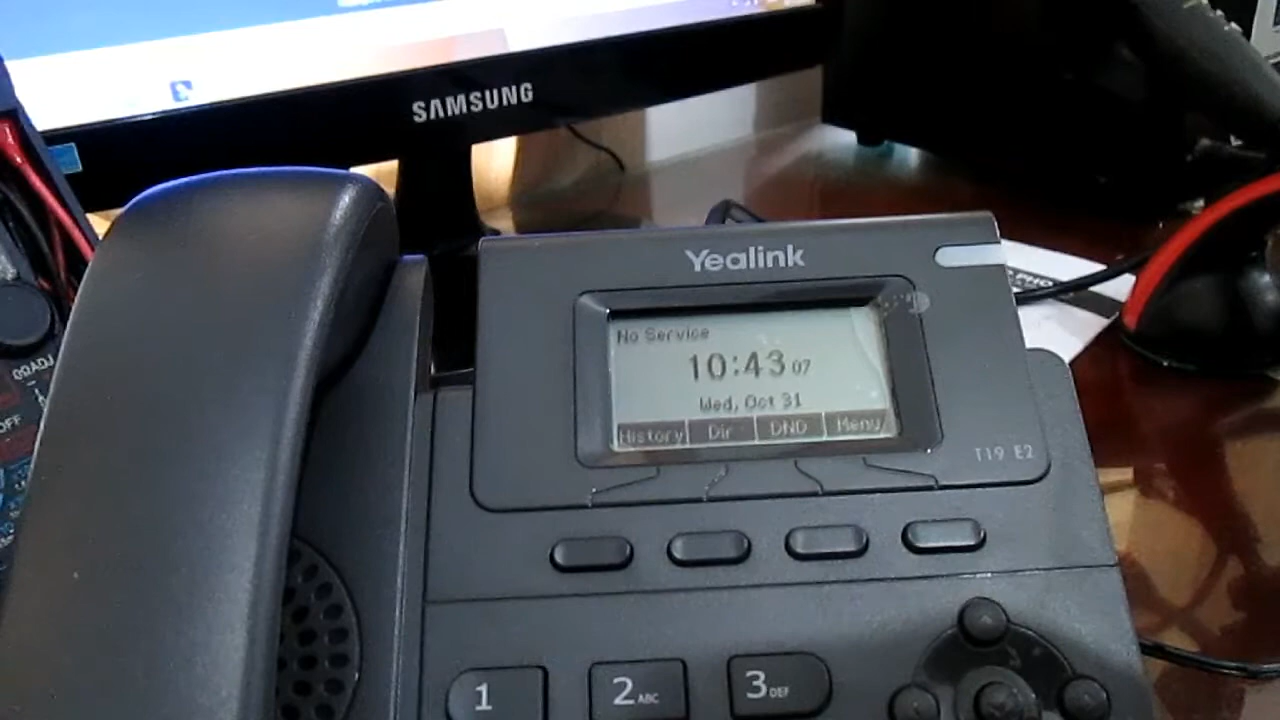 SAMSUNG
Yealink
No Service
10:43 07
Wed, Oct 31
History Dir DND Menu
T19 E2
1 2 ABC 3 DEF